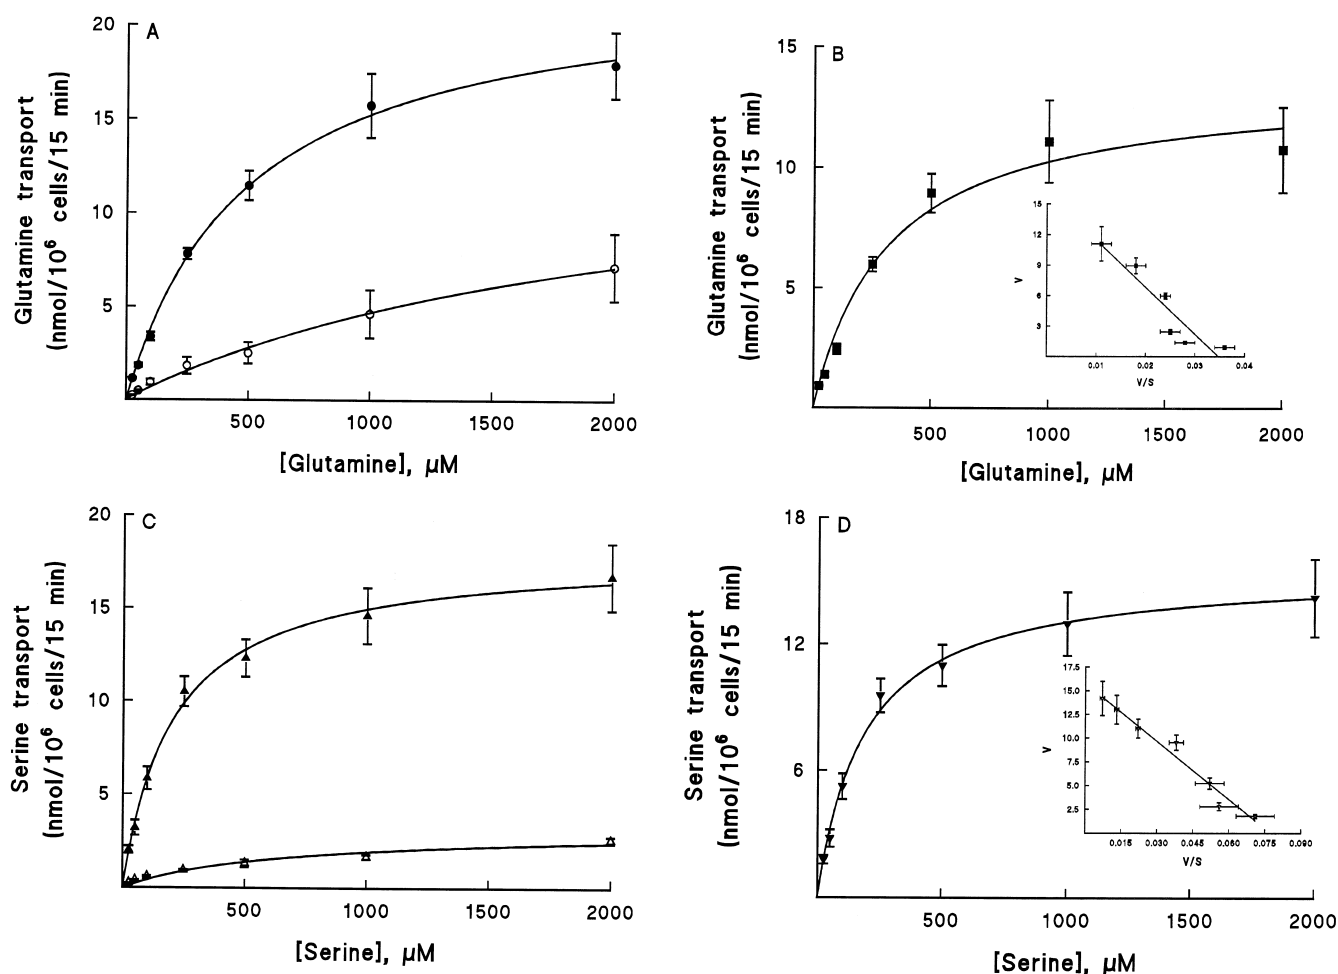 A
20
15
10
5
500
1000
1500
2000
Glutamine transport
(nmol/10⁶ cells/15 min)
[Glutamine], µM
B
15
10
5
500
1000
1500
2000
Glutamine transport
(nmol/10⁶ cells/15 min)
[Glutamine], µM
15
12
9
6
3
V
0.01
0.02
0.03
0.04
V/S
C
20
15
10
5
500
1000
1500
2000
Serine transport
(nmol/10⁶ cells/15 min)
[Serine], µM
D
18
12
6
500
1000
1500
2000
Serine transport
(nmol/10⁶ cells/15 min)
[Serine], µM
17.5
15.0
12.5
10.0
7.5
5.0
2.5
V
0.015
0.030
0.045
0.060
0.075
0.090
V/S